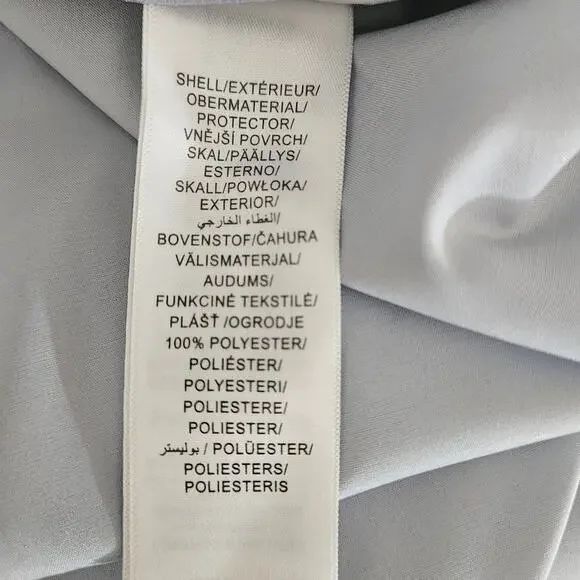 SHELL/EXTÉRIEUR/
OBERMATERIAL/
PROTECTOR/
VNĚJŠÍ POVRCH/
SKAL/PÄÄLLYS/
ESTERNO/
SKALL/POWŁOKA/
EXTERIOR/
الغطاء الخارجي/
BOVENSTOF/ČAHURA
VÄLISMATERJAL/
AUDUMS/
FUNKCINĖ TEKSTILĖ/
PLÁŠŤ /OGRODJE
100% POLYESTER/
POLIÉSTER/
POLYESTERI/
POLIESTERE/
POLIESTER/
بوليستر / POLÜESTER/
POLIESTERS/
POLIESTERIS